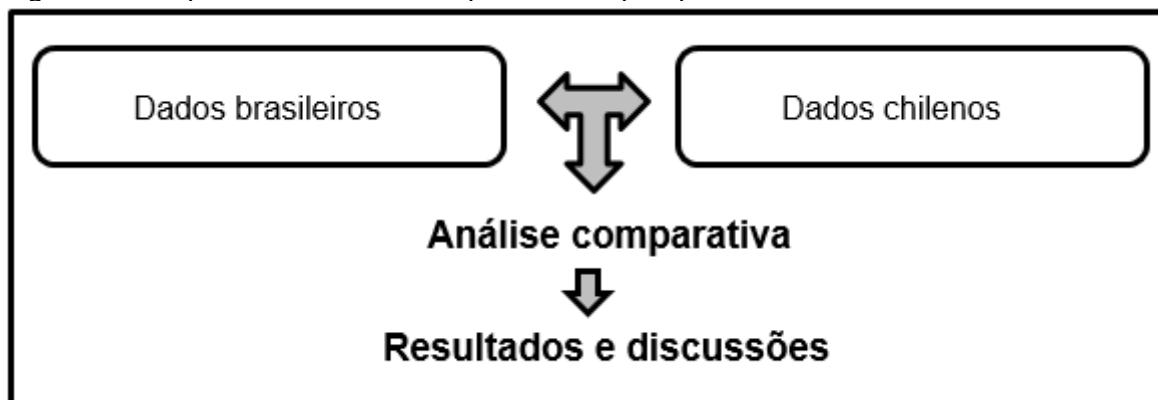 Dados brasileiros
Dados chilenos
Análise comparativa
Resultados e discussões